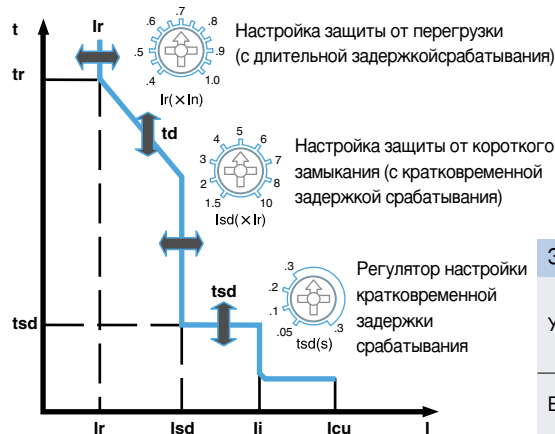 t
Ir
tr
.4 .5 .6 .7 .8 .9 1.0
Ir(×In)
Настройка защиты от перегрузки
(с длительной задержкойсрабатывания)
td
1.5 2 3 4 5 6 7 8 10
Isd(×Ir)
Настройка защиты от короткого
замыкания (с кратковременной
задержкой срабатывания)
tsd
.05 .1 .2 .3 .3
tsd(s)
Регулятор настройки
кратковременной
задержки
срабатывания
tsd
Ir Isd Ii Icu I